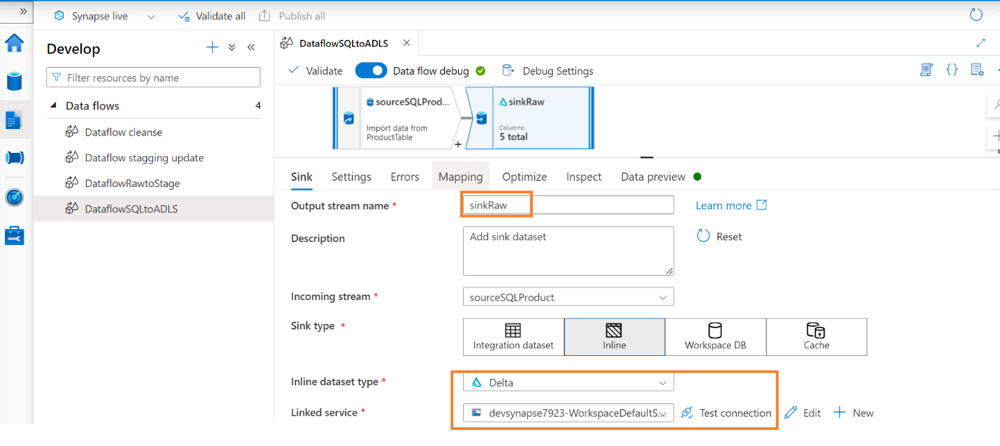 Synapse live
Validate all
Publish all
Develop
Filter resources by name
Data flows 4
Dataflow cleanse
Dataflow stagging update
DataflowRawtoStage
DataflowSQLtoADLS
DataflowSQLtoADLS
Validate
Data flow debug
Debug Settings
sourceSQLProd...
Import data from
ProductTable
+
sinkRaw
Columns:
5 total
Sink Settings Errors Mapping Optimize Inspect Data preview
Output stream name * sinkRaw Learn more
Description Add sink dataset Reset
Incoming stream * sourceSQLProduct
Sink type *
Integration dataset Inline Workspace DB Cache
Inline dataset type * Delta
Linked service * devsynapse7923-WorkspaceDefaultS... Test connection Edit New